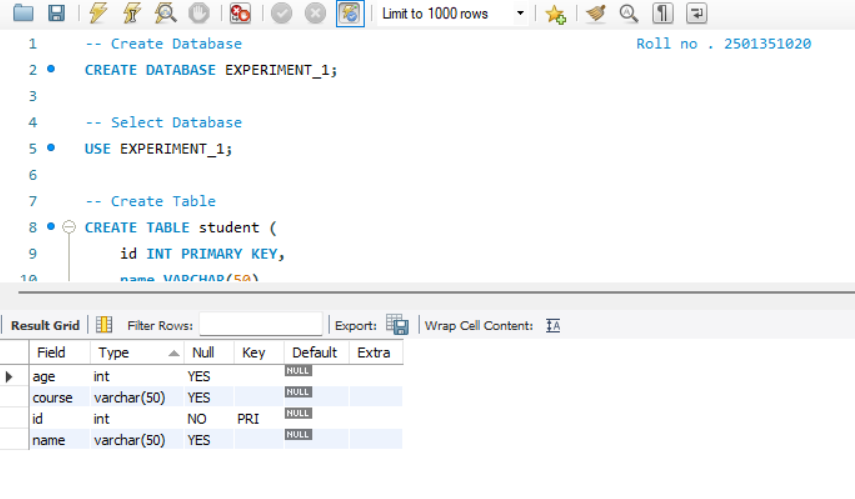 Limit to 1000 rows
1 -- Create Database Roll no . 2501351020
2 CREATE DATABASE EXPERIMENT_1;
3
4 -- Select Database
5 USE EXPERIMENT_1;
6
7 -- Create Table
8 CREATE TABLE student (
9 id INT PRIMARY KEY,
10 name VARCHAR(50)
Result Grid Filter Rows: Export: Wrap Cell Content: IA
Field Type Null Key Default Extra
age int YES NULL
course varchar(50) YES NULL
id int NO PRI NULL
name varchar(50) YES NULL